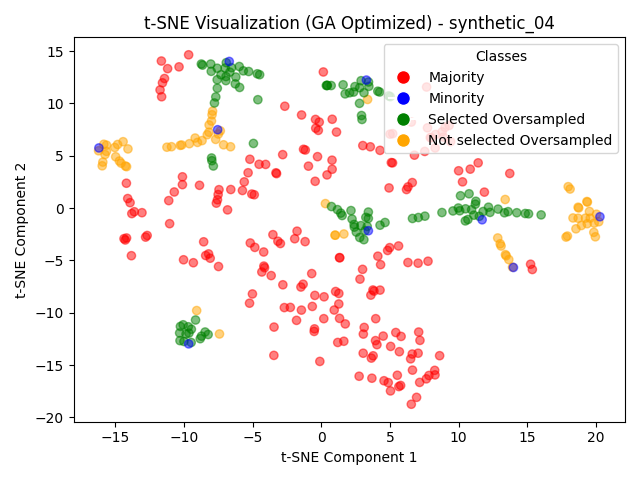 t-SNE Visualization (GA Optimized) - synthetic_04
Classes
Majority
Minority
Selected Oversampled
Not selected Oversampled
t-SNE Component 2
15
10
5
0
−5
−10
−15
−20
−15
−10
−5
0
5
10
15
20
t-SNE Component 1